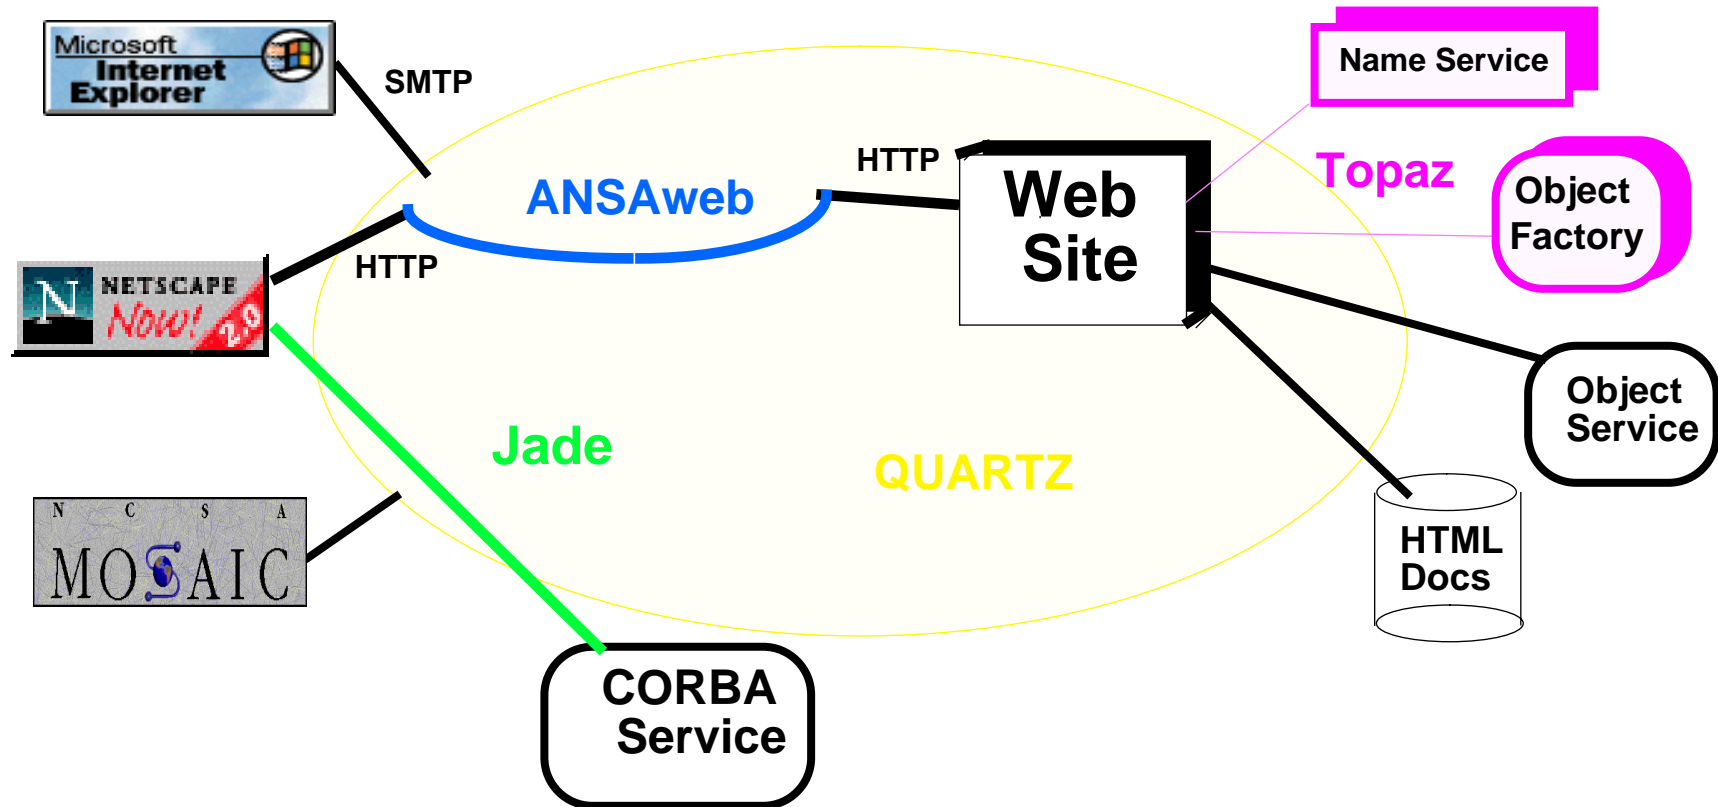 Microsoft
Internet
Explorer
SMTP
Name Service
HTTP
ANSAweb
Web
Site
Topaz
Object
Factory
HTTP
NETSCAPE
Now! 2.0
Object
Service
Jade
QUARTZ
N C S A
MOSAIC
HTML
Docs
CORBA
Service